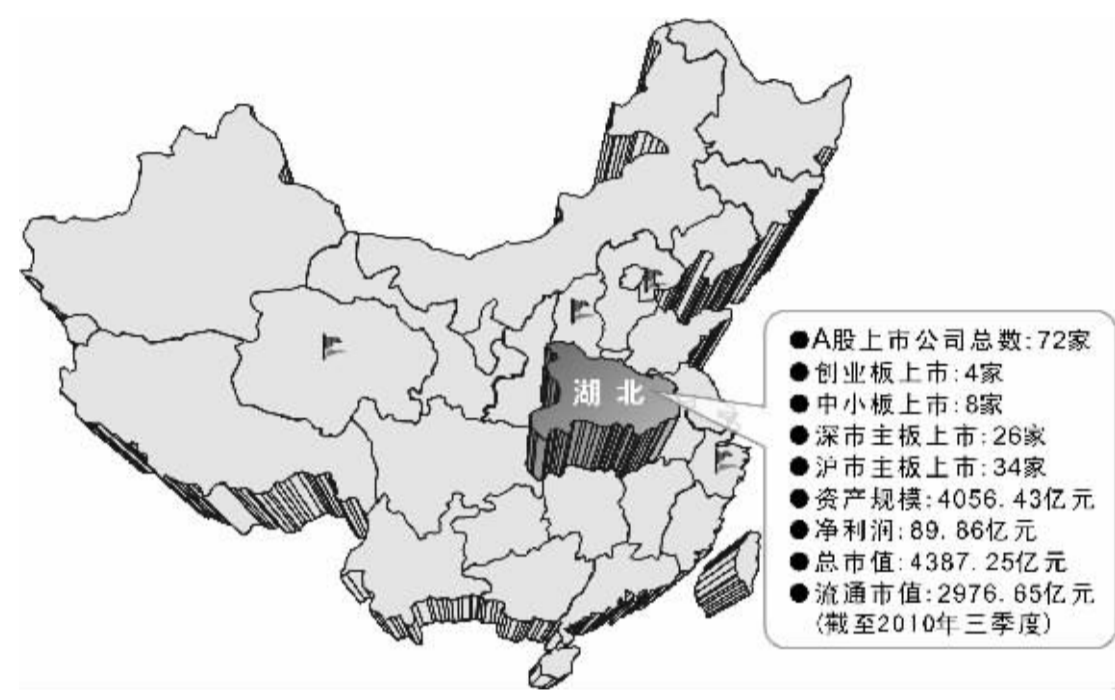 湖北
●A股上市公司总数:72家
●创业板上市:4家
●中小板上市:8家
●深市主板上市:26家
●沪市主板上市:34家
●资产规模:4056.43亿元
●净利润:89.86亿元
●总市值:4387.25亿元
●流通市值:2976.65亿元
(截至2010年三季度)